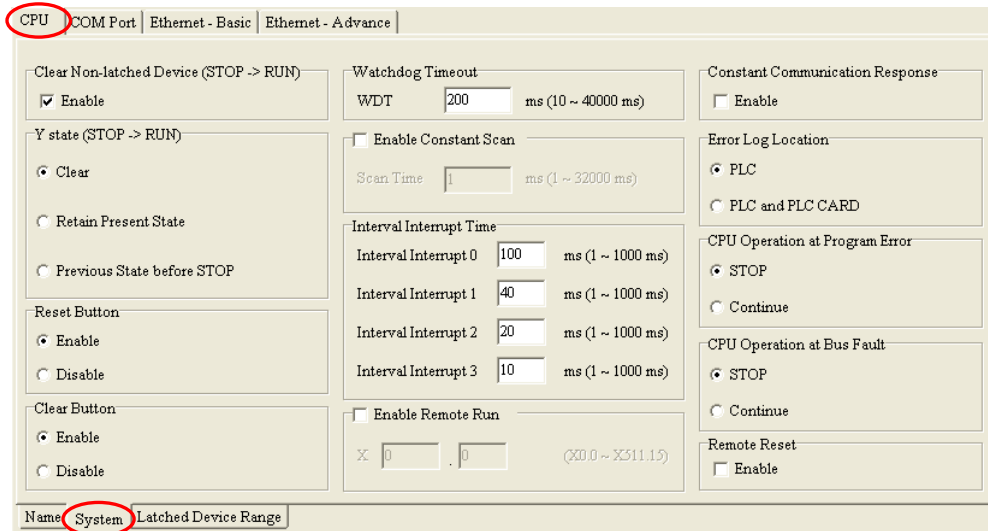 CPU COM Port Ethernet - Basic Ethernet - Advance
Clear Non-latched Device (STOP -> RUN)
Enable
Y state (STOP -> RUN)
Clear
Retain Present State
Previous State before STOP
Reset Button
Enable
Disable
Clear Button
Enable
Disable
Watchdog Timeout
WDT 200 ms (10 ~ 40000 ms)
Enable Constant Scan
Scan Time 1 ms (1 ~ 32000 ms)
Interval Interrupt Time
Interval Interrupt 0 100 ms (1 ~ 1000 ms)
Interval Interrupt 1 40 ms (1 ~ 1000 ms)
Interval Interrupt 2 20 ms (1 ~ 1000 ms)
Interval Interrupt 3 10 ms (1 ~ 1000 ms)
Enable Remote Run
X 0 . 0 (X0.0 ~ X511.15)
Constant Communication Response
Enable
Error Log Location
PLC
PLC and PLC CARD
CPU Operation at Program Error
STOP
Continue
CPU Operation at Bus Fault
STOP
Continue
Remote Reset
Enable
Name System Latched Device Range